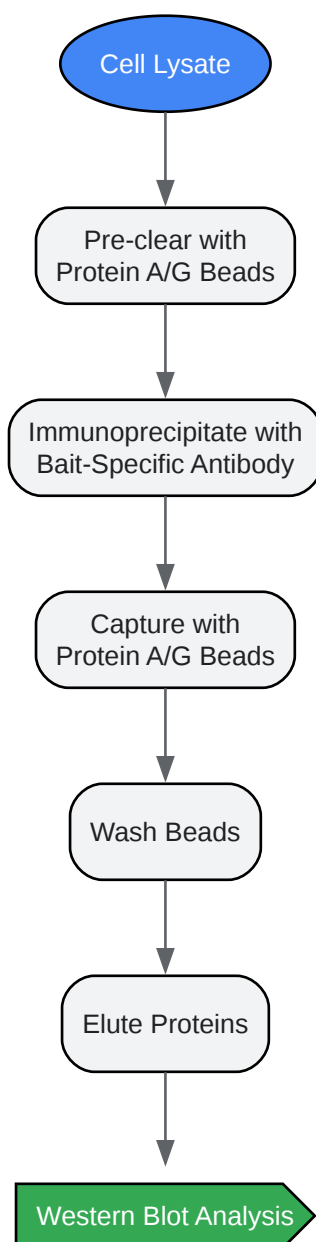 Cell Lysate
Pre-clear with
Protein A/G Beads
Immunoprecipitate with
Bait-Specific Antibody
Capture with
Protein A/G Beads
Wash Beads
Elute Proteins
Western Blot Analysis